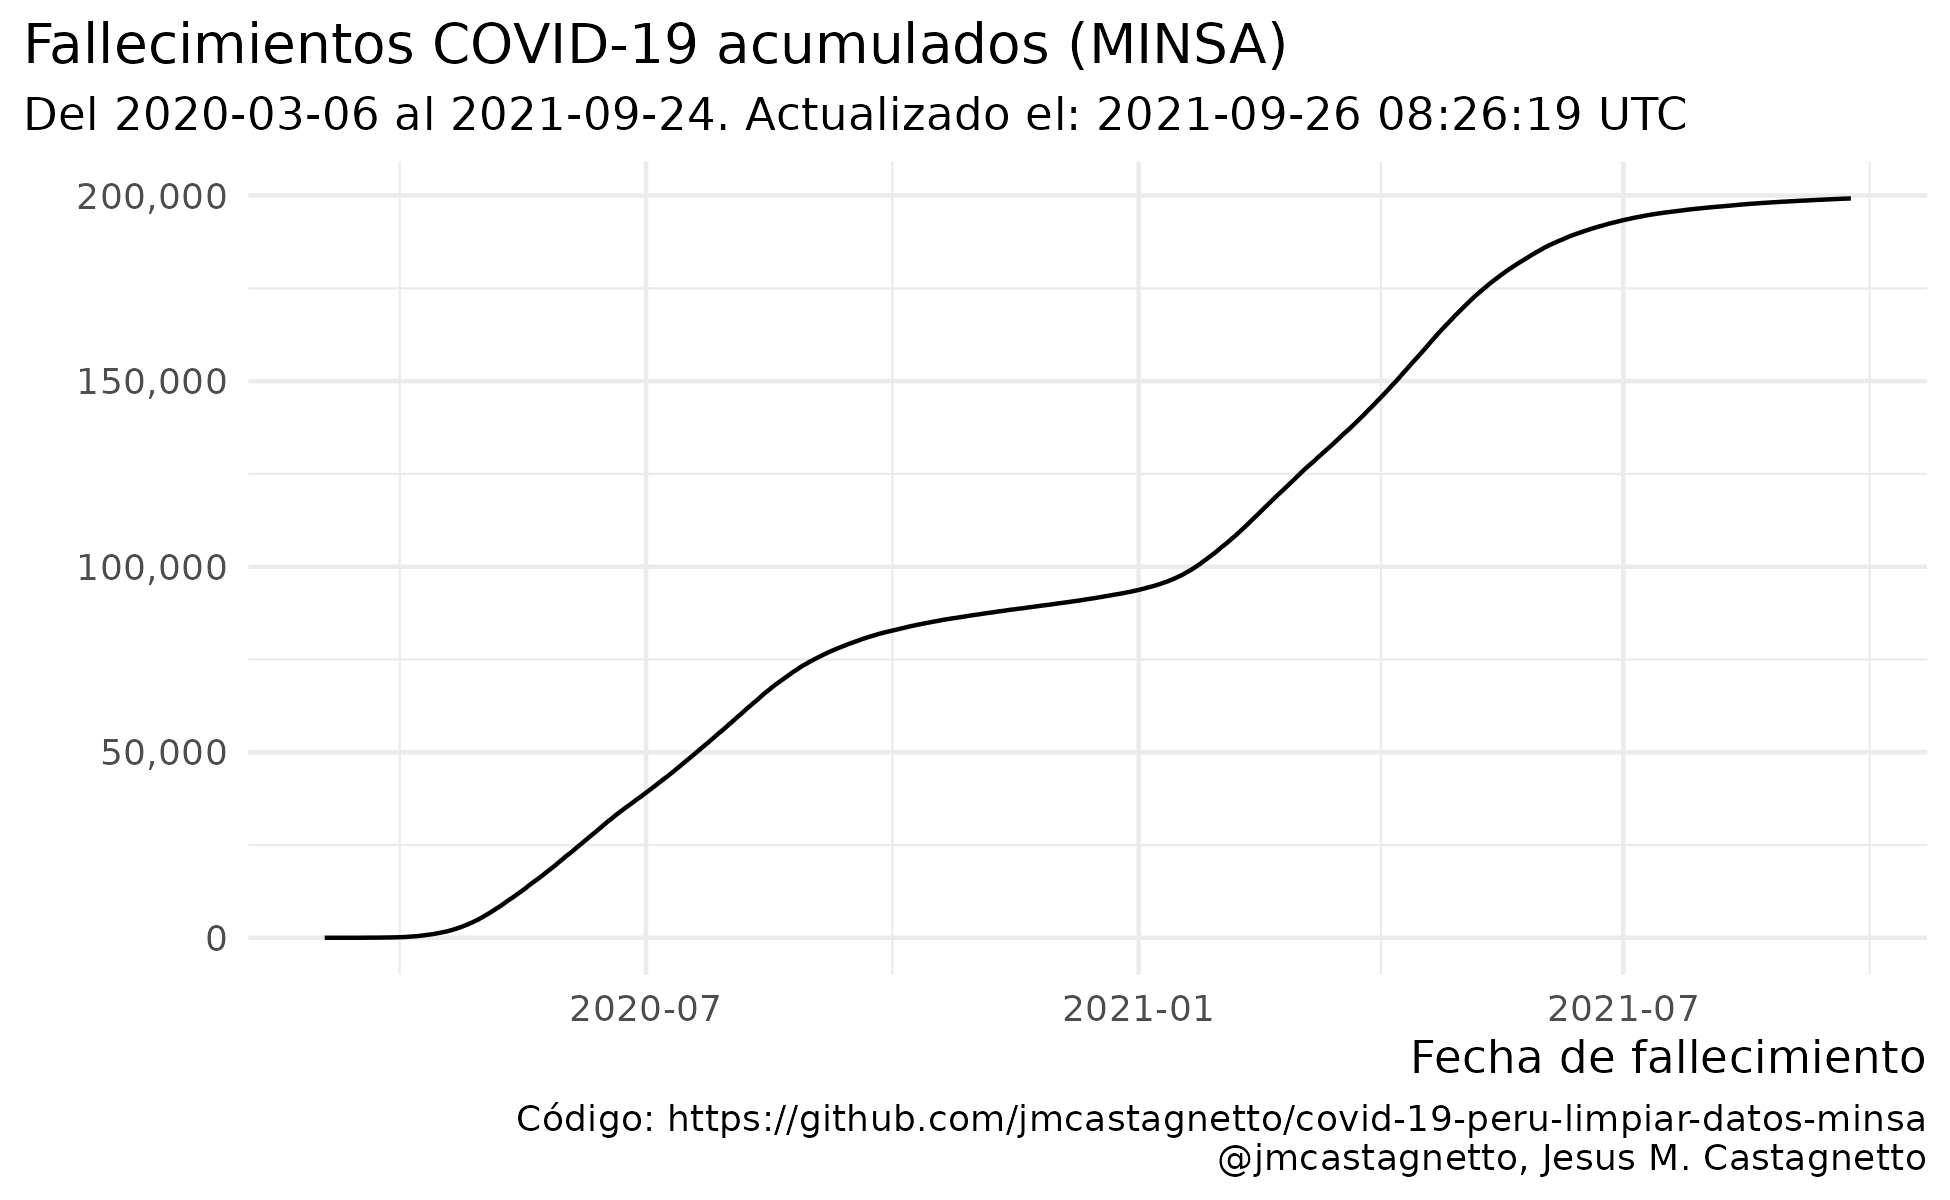 Fallecimientos COVID-19 acumulados (MINSA)
Del 2020-03-06 al 2021-09-24. Actualizado el: 2021-09-26 08:26:19 UTC
200,000
150,000
100,000
50,000
0
2020-07
2021-01
2021-07
Fecha de fallecimiento
Código: https://github.com/jmcastagnetto/covid-19-peru-limpiar-datos-minsa
@jmcastagnetto, Jesus M. Castagnetto